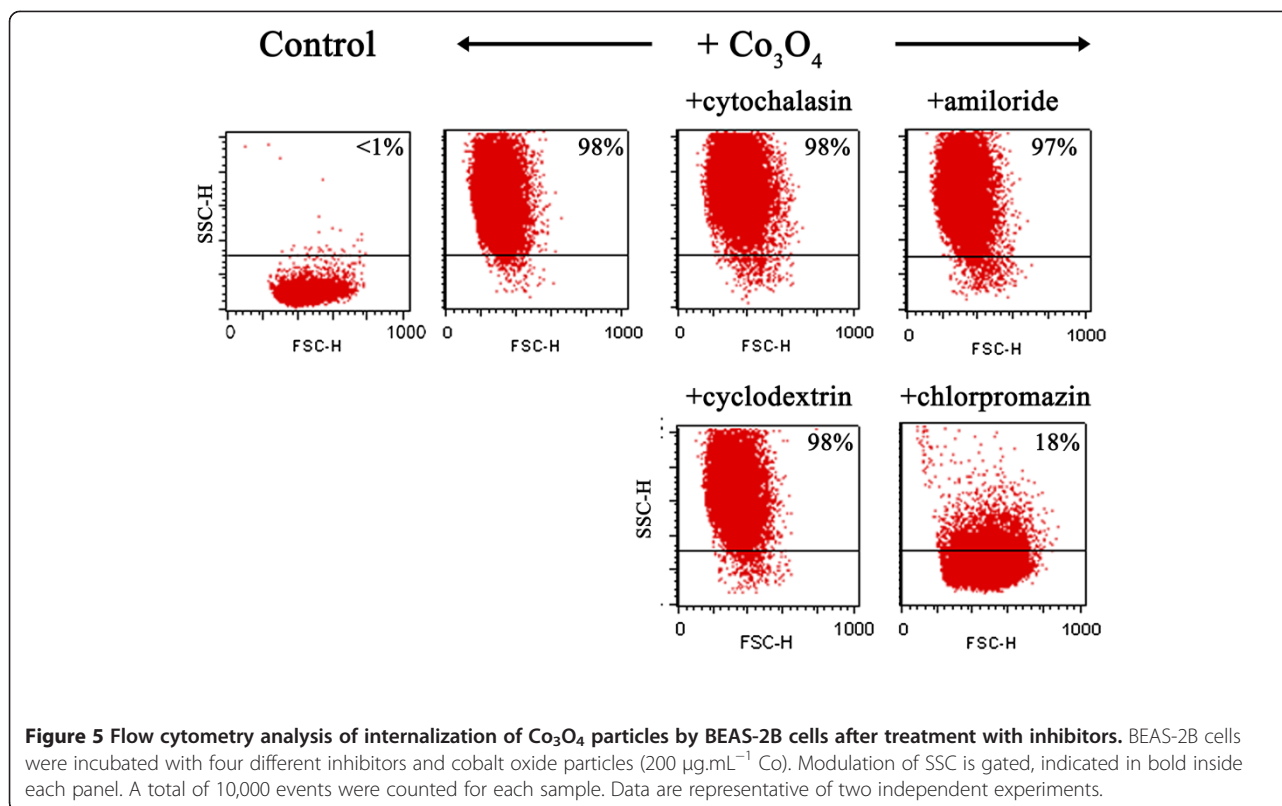 Control + Co₃O₄
+cytochalasin +amiloride
<1% 98% 98% 97%
SSC-H
0 1000 0 1000 0 1000 0 1000
FSC-H FSC-H FSC-H FSC-H
+cyclodextrin +chlorpromazin
98% 18%
SSC-H
0 1000 0 1000
FSC-H FSC-H
Figure 5 Flow cytometry analysis of internalization of Co₃O₄ particles by BEAS-2B cells after treatment with inhibitors. BEAS-2B cells
were incubated with four different inhibitors and cobalt oxide particles (200 μg.mL⁻¹ Co). Modulation of SSC is gated, indicated in bold inside
each panel. A total of 10,000 events were counted for each sample. Data are representative of two independent experiments.